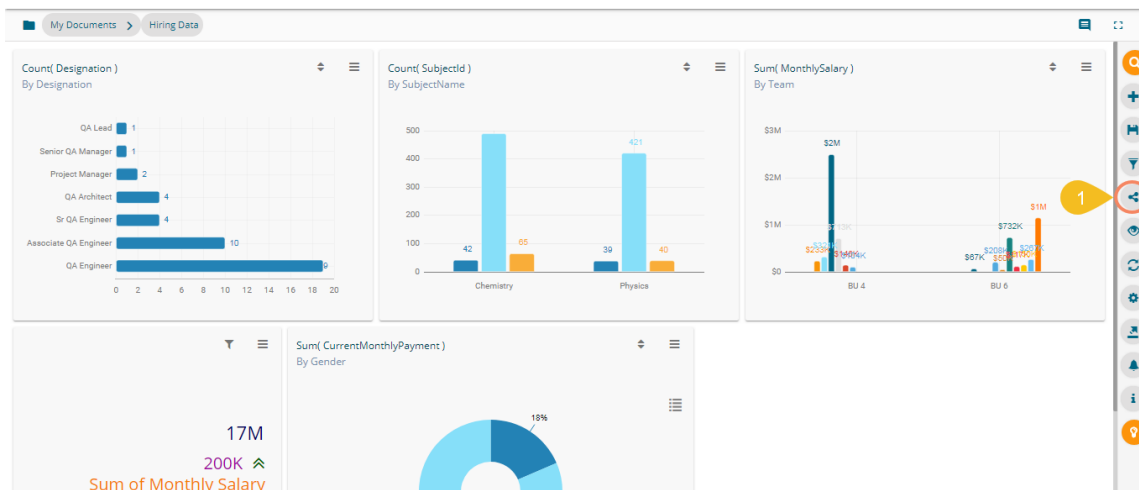 My Documents > Hiring Data
Count( Designation )
By Designation
QA Lead 1
Senior QA Manager 1
Project Manager 2
QA Architect 4
Sr QA Engineer 4
Associate QA Engineer 10
QA Engineer 9
0 2 4 6 8 10 12 14 16 18 20
Count( SubjectId )
By SubjectName
500
400
300
200
100
0
42 65
421
39 40
Chemistry Physics
Sum( MonthlySalary )
By Team
$3M
$2M
$1M
$0
$2M
$233K
$67K
$732K
$1M
BU 4 BU 6
1
17M
200K
Sum of Monthly Salary
Sum( CurrentMonthlyPayment )
By Gender
18%